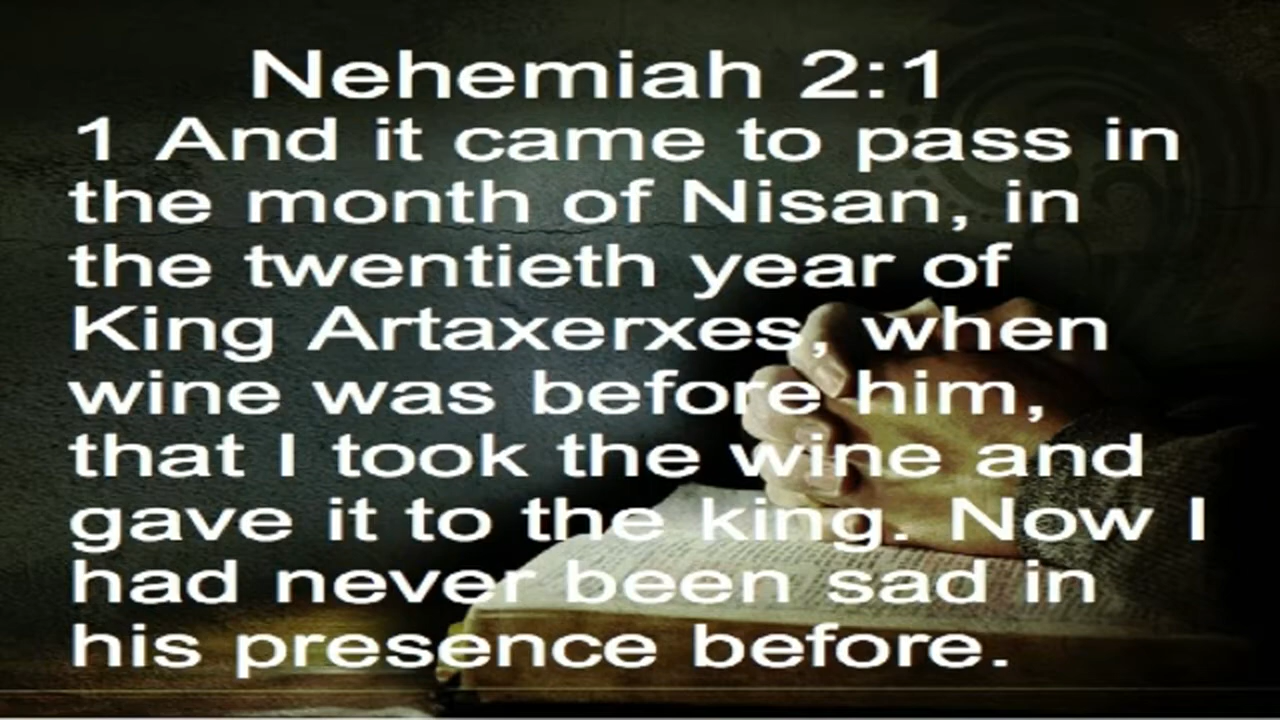 Nehemiah 2:1
1 And it came to pass in
the month of Nisan, in
the twentieth year of
King Artaxerxes, when
wine was before him,
that I took the wine and
gave it to the king. Now I
had never been sad in
his presence before.